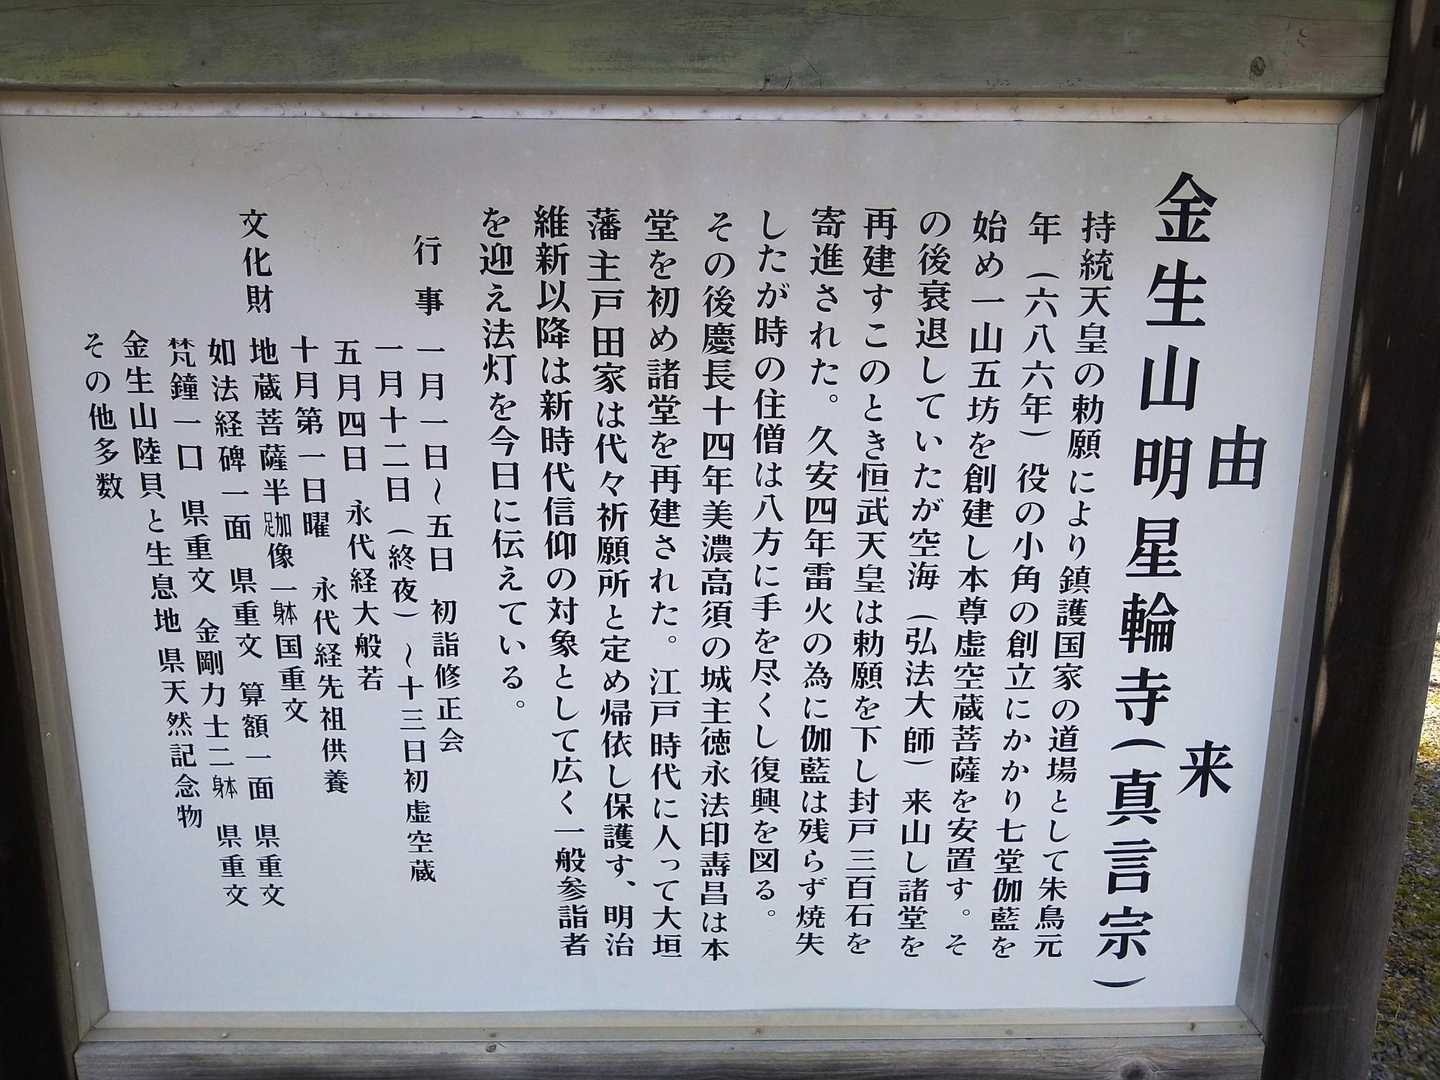 由来
金生山明星輪寺(真言宗)
持統天皇の勅願により鎮護国家の道場として朱鳥元
年(六八六年)役の小角の創立にかかり七堂伽藍を
始め一山五坊を創建し本尊虚空蔵菩薩を安置す。そ
の後衰退していたが空海(弘法大師)来山し諸堂を
再建すこのとき恒武天皇は勅願を下し封戸三百石を
寄進された。久安四年雷火の為に伽藍は残らず焼失
したが時の住僧は八方に手を尽くし復興を図る。
その後慶長十四年美濃高須の城主徳永法印壽昌は本
堂を初め諸堂を再建された。江戸時代に入って大垣
藩主戸田家は代々祈願所と定め帰依し保護す、明治
維新以降は新時代信仰の対象として広く一般参詣者
を迎え法灯を今日に伝えている。
行事 一月一日~五日 初詣修正会
一月十二日(終夜)~十三日初虚空蔵
五月四日 永代経大般若
十月第一日曜 永代経先祖供養
文化財 地蔵菩薩半跏像一躰国重文
如法経碑一面 県重文 算額一面 県重文
梵鐘一口 県重文 金剛力士二躰 県重文
金生山陸貝と生息地 県天然記念物
その他多数